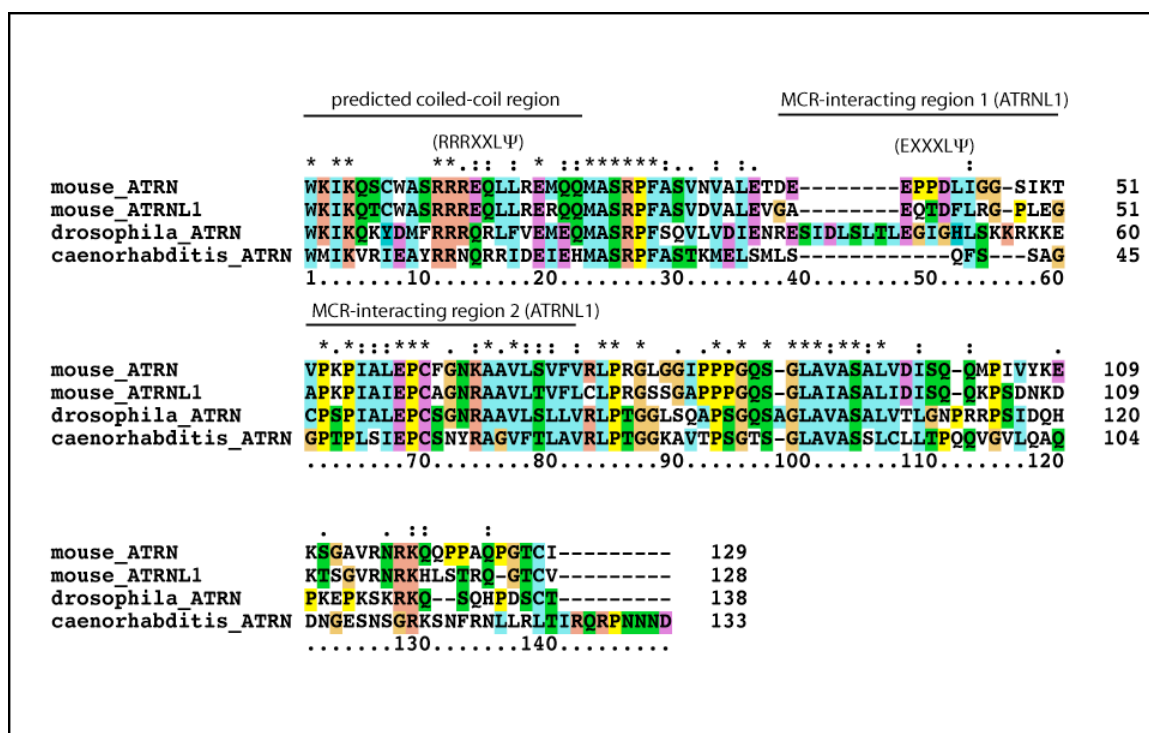 predicted coiled-coil region
MCR-interacting region 1 (ATRNL1)
(RRRXXLΨ)
(EXXXLΨ)
* ** **.:: : * :: ******:.. : :. :
mouse_ATRN WKIKQSCWASRRREQLLREMQQMASRPFASVNVALETDE--------EPPDLIGG-SIKT 51
mouse_ATRNL1 WKIKQTCWASRRREQLLRERQQMASRPFASVDVALEVGA--------EQTDFLRG-PLEG 51
drosophila_ATRN WKIKQKYDMFRRRQRLFVEMEQMASRPFSQVLVDIENRESIDLSLTLEGIGHLSKKRKKE 60
caenorhabditis_ATRN WMIKVRIEAYRRNQRRIDEIEHMASRPFASTKMELSMLS------------QFS---SAG 45
1........10........20........30........40........50........60
MCR-interacting region 2 (ATRNL1)
*.*:::*** . :*.*::: : **.* . .**.* * ***:**:* . : .
mouse_ATRN VPKPIALEPCFGNKAAVLSVFVRLPRGLGGIPPPGQS-GLAVASALVDISQ-QMPIVYKE 109
mouse_ATRNL1 APKPIAIEPCAGNRAAVLTVFLCLPRGSSGAPPPGQS-GLAVASALIDISQ-QKPSDNKD 109
drosophila_ATRN CPSPIALEPCSGNRAAVLSLLVRLPTGGLSQAPSGQSAGLAVASALVTLGNPRRPSIDQH 120
caenorhabditis_ATRN GPTPLSIEPCSNYRAGVFTLAVRLPTGGKAVTPSGTS-GLAVASSLCLLTPQQVGVLQAQ 104
.........70........80........90.......100.......110.......120
. : *:: :
mouse_ATRN KSGAVRNRKQQPPAQPGTCI--------- 129
mouse_ATRNL1 KTSGVRNRKHLSTRQ-GTCV--------- 128
drosophila_ATRN PKEPKSKRKQ--SQHPDSCT--------- 138
caenorhabditis_ATRN DNGESNSGRKSNFRNLLRLTIRQRPNNND 133
.......130.......140.........